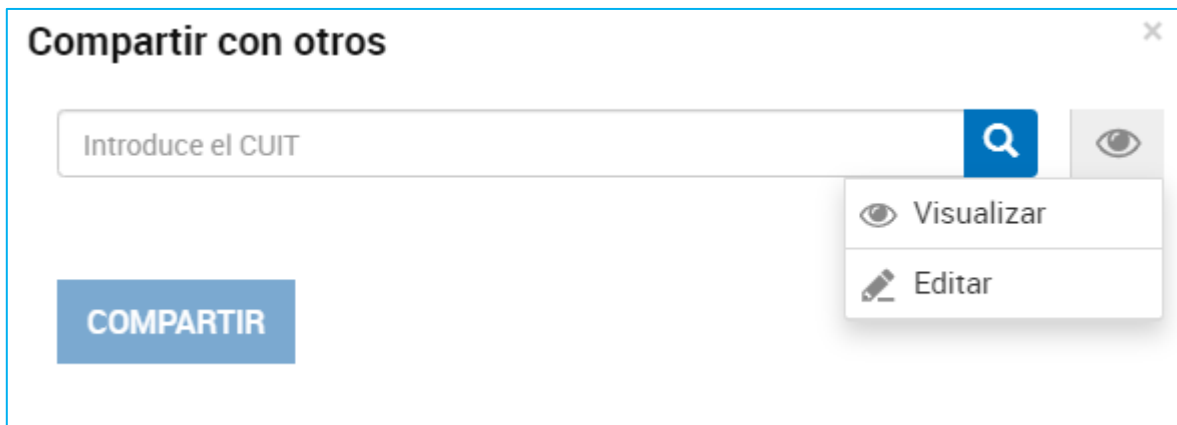 Compartir con otros
×
Introduce el CUIT
Visualizar
Editar
COMPARTIR